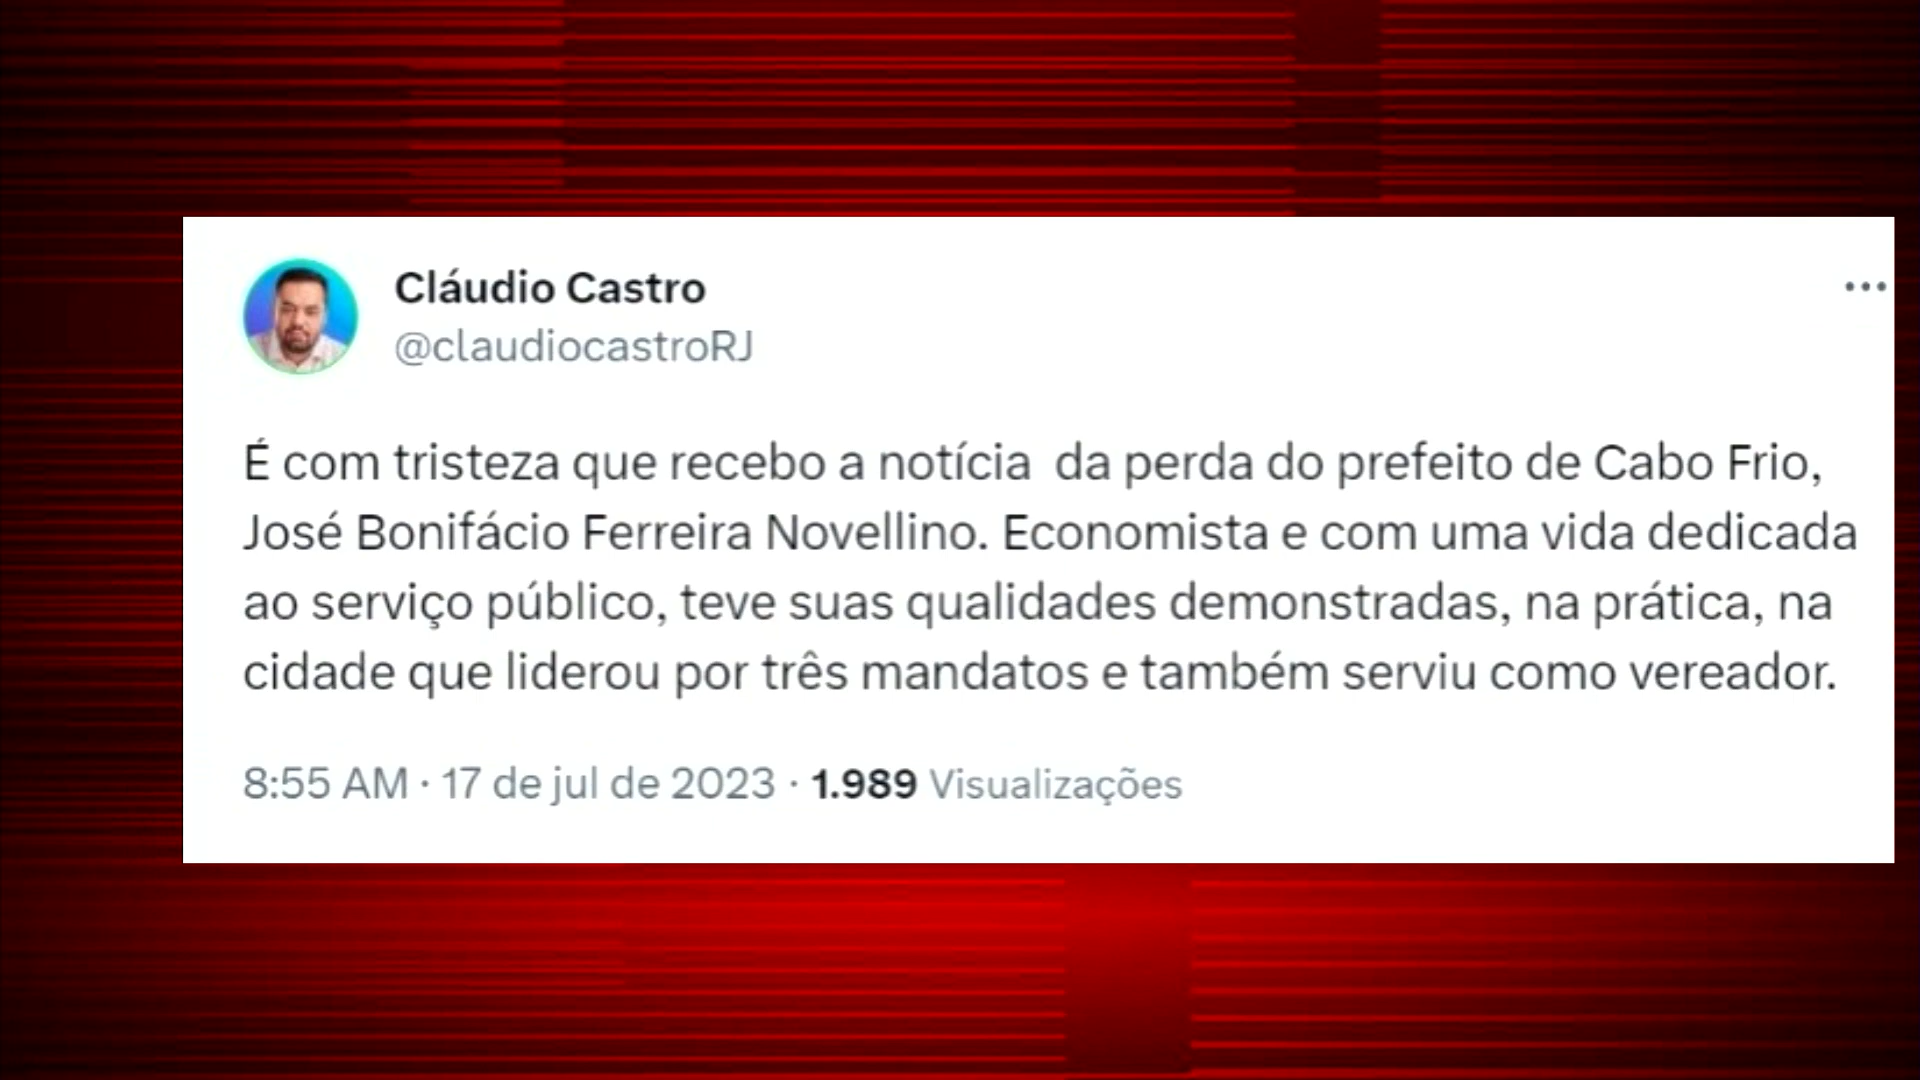 Cláudio Castro
@claudiocastroRJ
É com tristeza que recebo a notícia  da perda do prefeito de Cabo Frio,
José Bonifácio Ferreira Novellino. Economista e com uma vida dedicada
ao serviço público, teve suas qualidades demonstradas, na prática, na
cidade que liderou por três mandatos e também serviu como vereador.
8:55 AM · 17 de jul de 2023 · 1.989 Visualizações